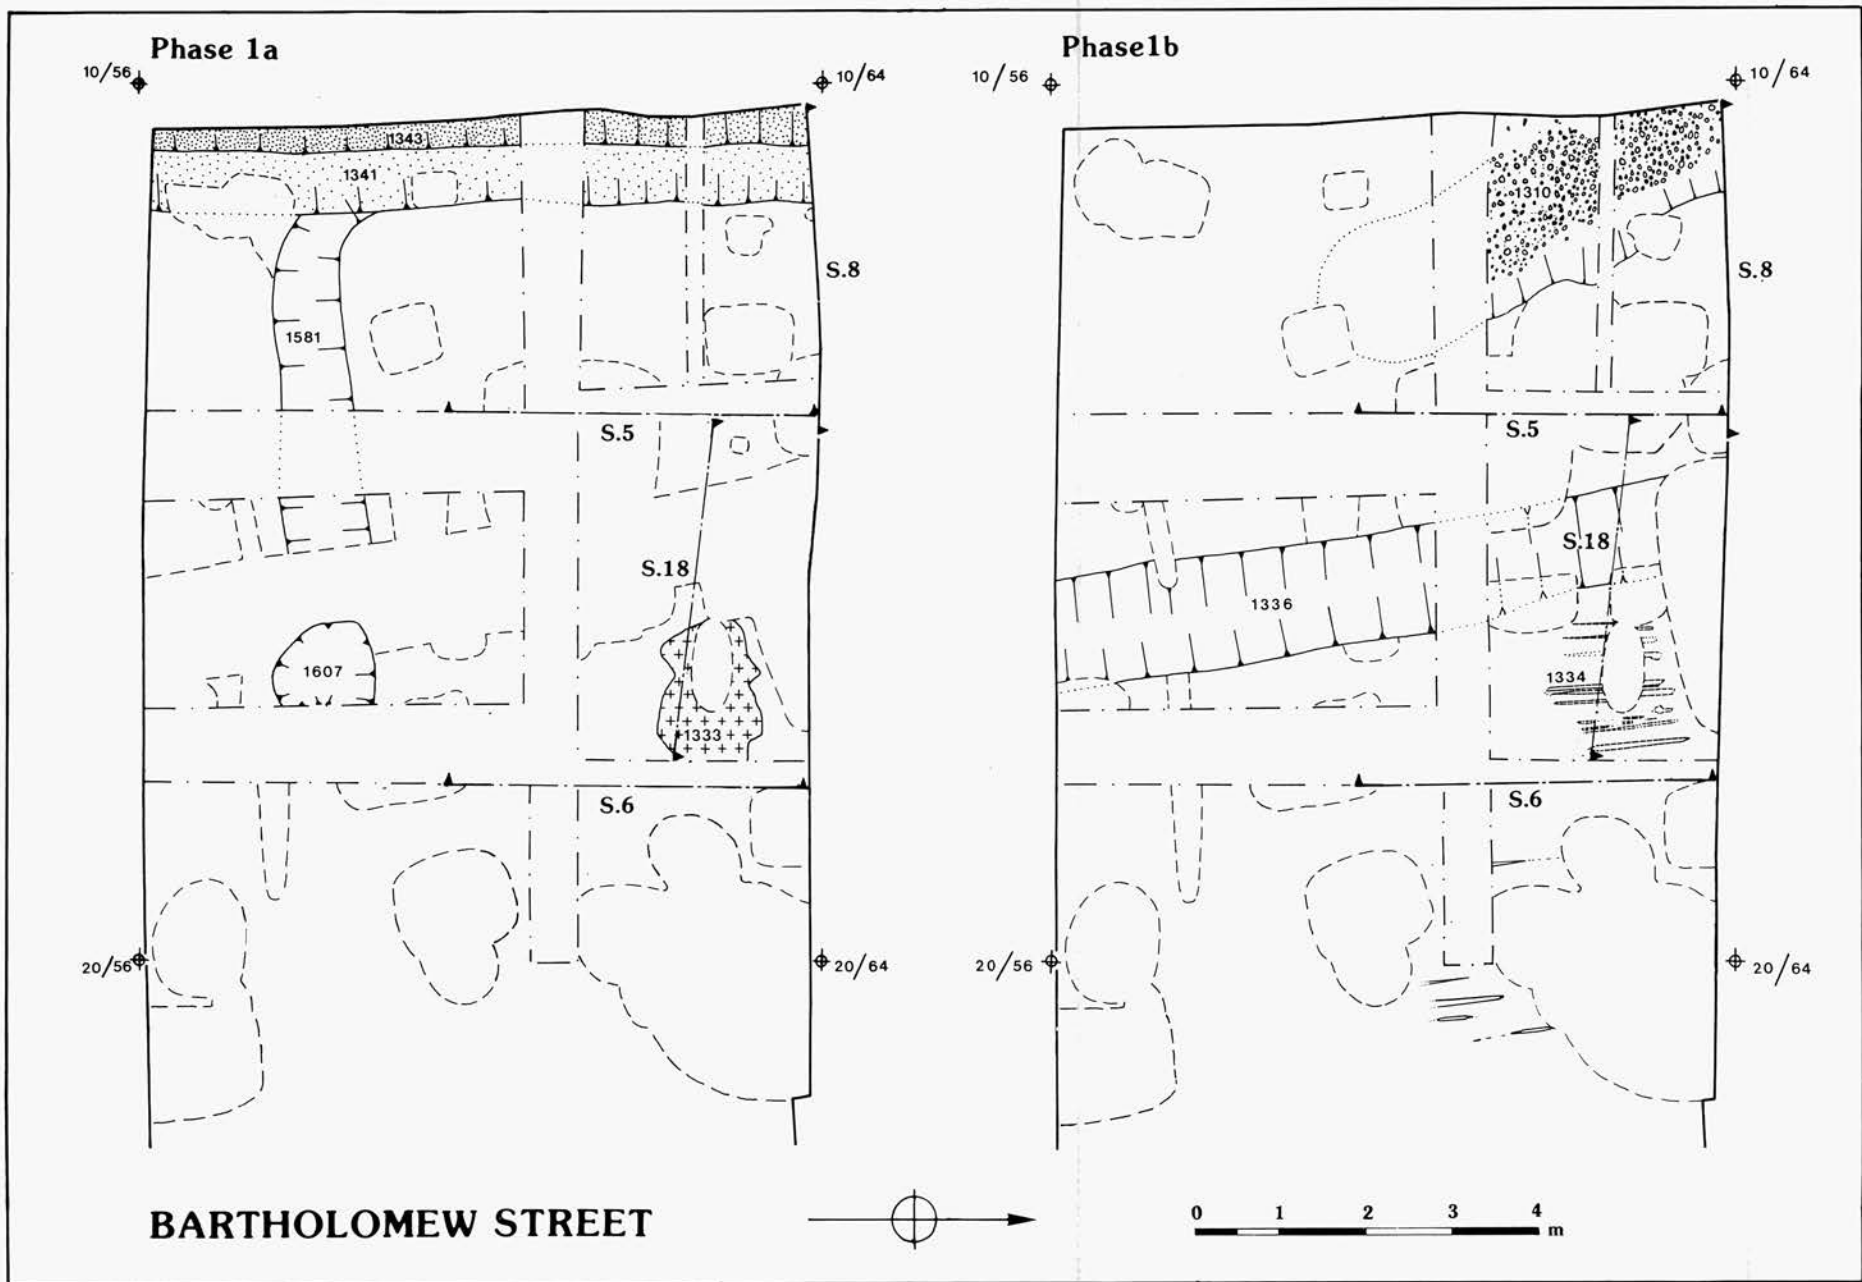 Phase 1a
10/56
10/64
1343
1341
S.8
1581
S.5
S.18
1607
1333
S.6
20/56
20/64
Phase1b
10/56
10/64
1310
S.8
S.5
S.18
1336
1334
S.6
20/56
20/64
BARTHOLOMEW STREET
0 1 2 3 4
m